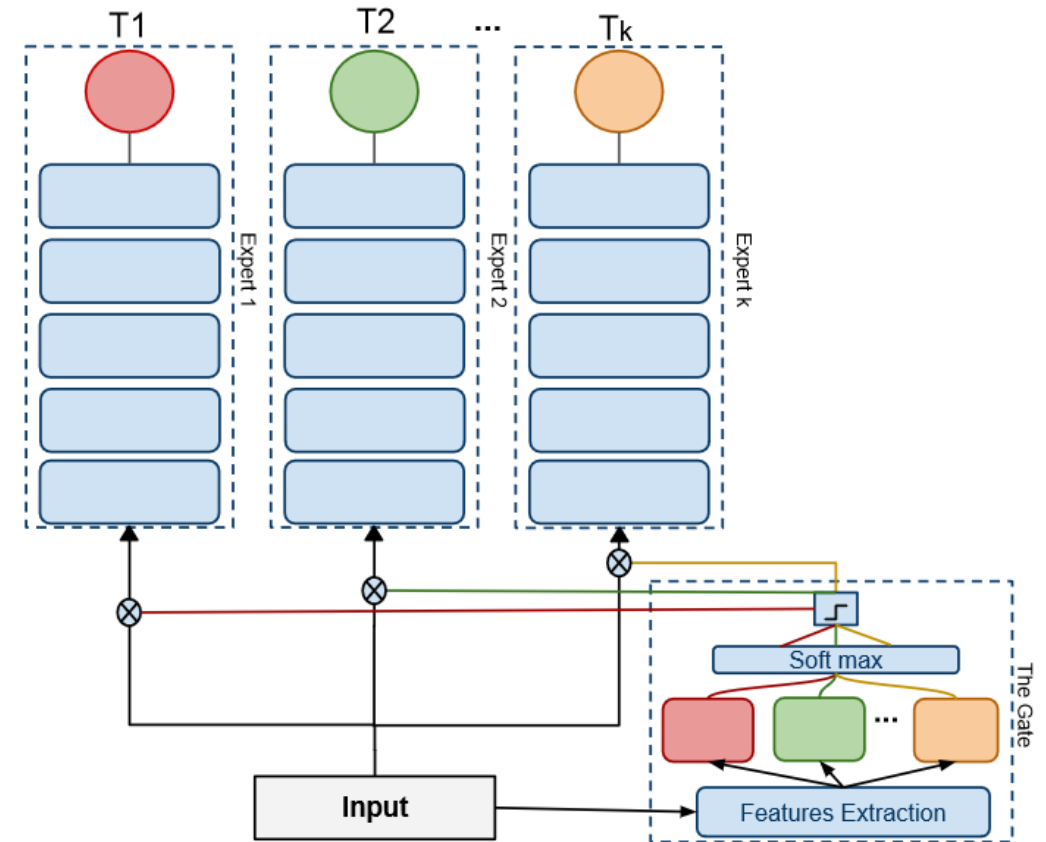 T1
T2
...
Tk
Expert 1
Expert 2
Expert k
Soft max
...
The Gate
Input
Features Extraction